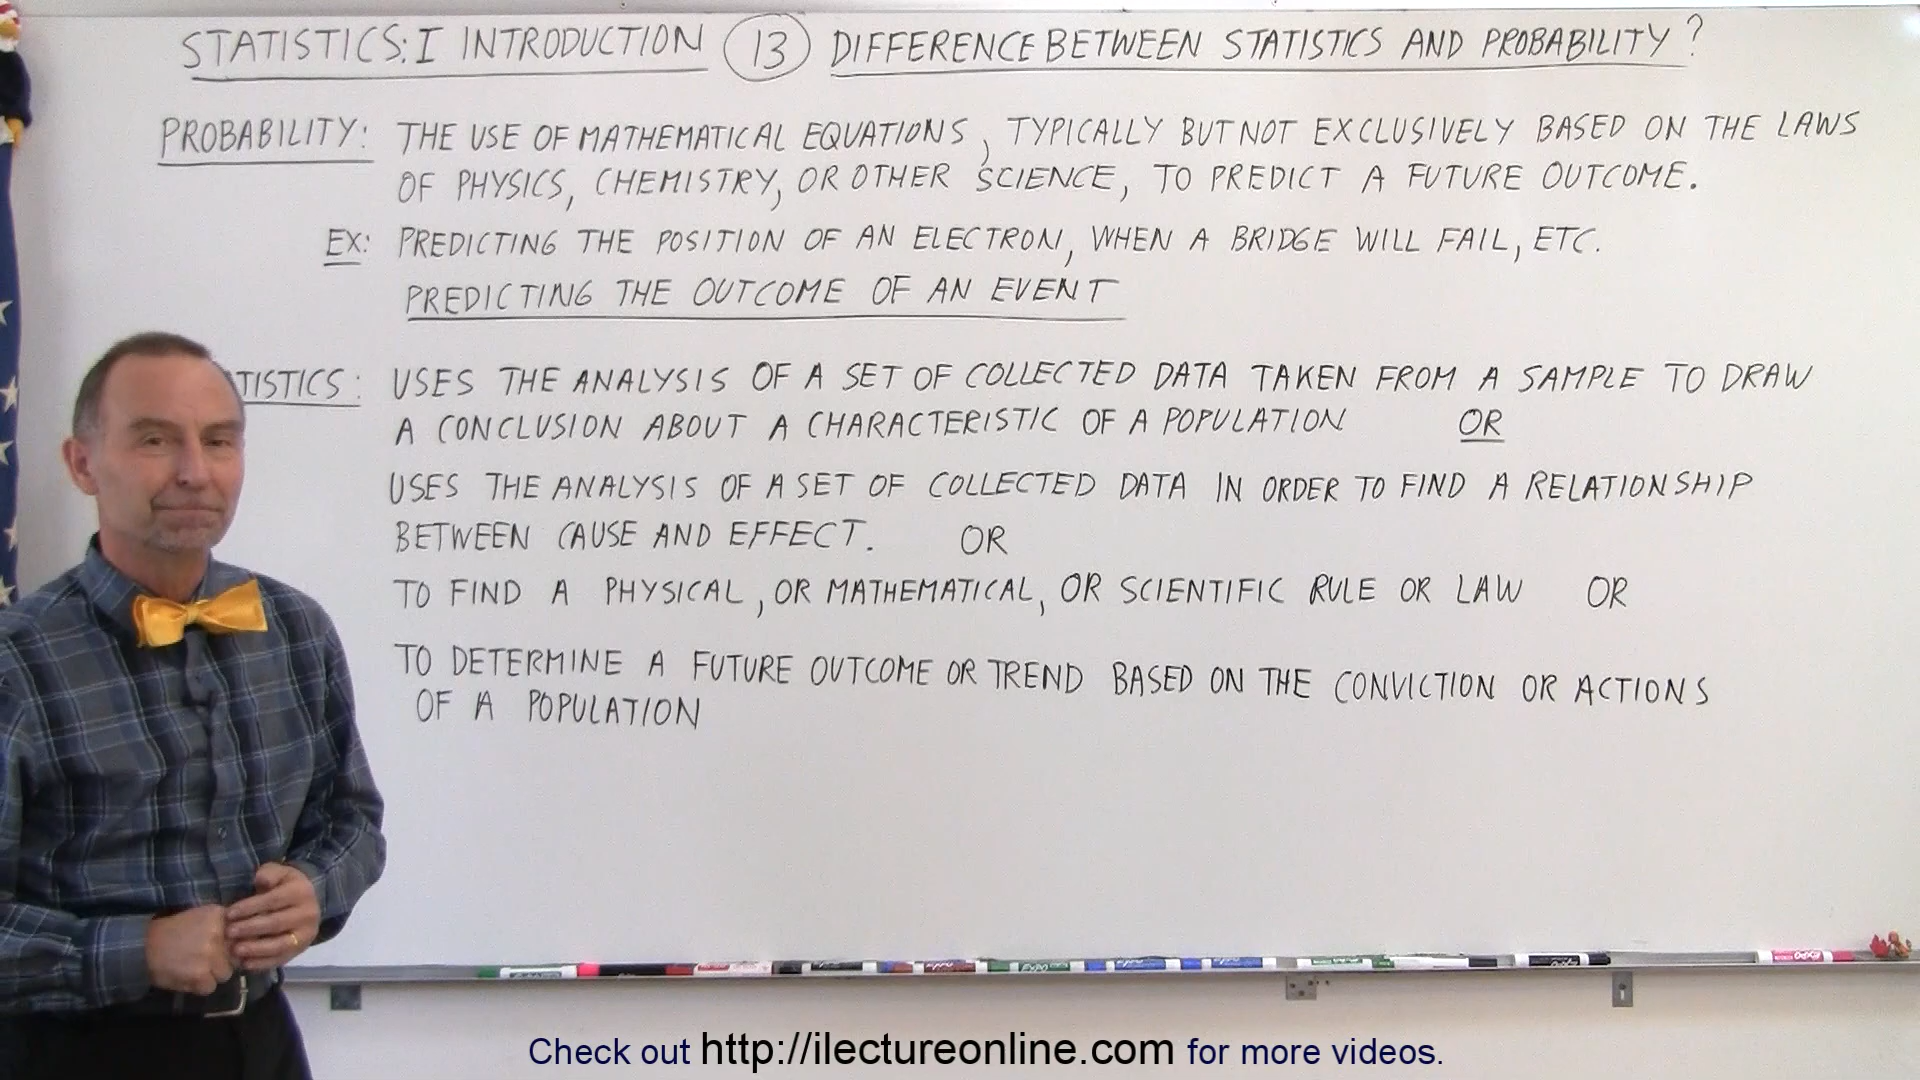 STATISTICS: I INTRODUCTION 13 DIFFERENCE BETWEEN STATISTICS AND PROBABILITY?
PROBABILITY: THE USE OF MATHEMATICAL EQUATIONS, TYPICALLY BUT NOT EXCLUSIVELY BASED ON THE LAWS
OF PHYSICS, CHEMISTRY, OR OTHER SCIENCE, TO PREDICT A FUTURE OUTCOME.
EX: PREDICTING THE POSITION OF AN ELECTRON, WHEN A BRIDGE WILL FAIL, ETC.
PREDICTING THE OUTCOME OF AN EVENT
TISTICS: USES THE ANALYSIS OF A SET OF COLLECTED DATA TAKEN FROM A SAMPLE TO DRAW
A CONCLUSION ABOUT A CHARACTERISTIC OF A POPULATION OR
USES THE ANALYSIS OF A SET OF COLLECTED DATA IN ORDER TO FIND A RELATIONSHIP
BETWEEN CAUSE AND EFFECT. OR
TO FIND A PHYSICAL, OR MATHEMATICAL, OR SCIENTIFIC RULE OR LAW OR
TO DETERMINE A FUTURE OUTCOME OR TREND BASED ON THE CONVICTION OR ACTIONS
OF A POPULATION
Check out http://ilectureonline.com for more videos.